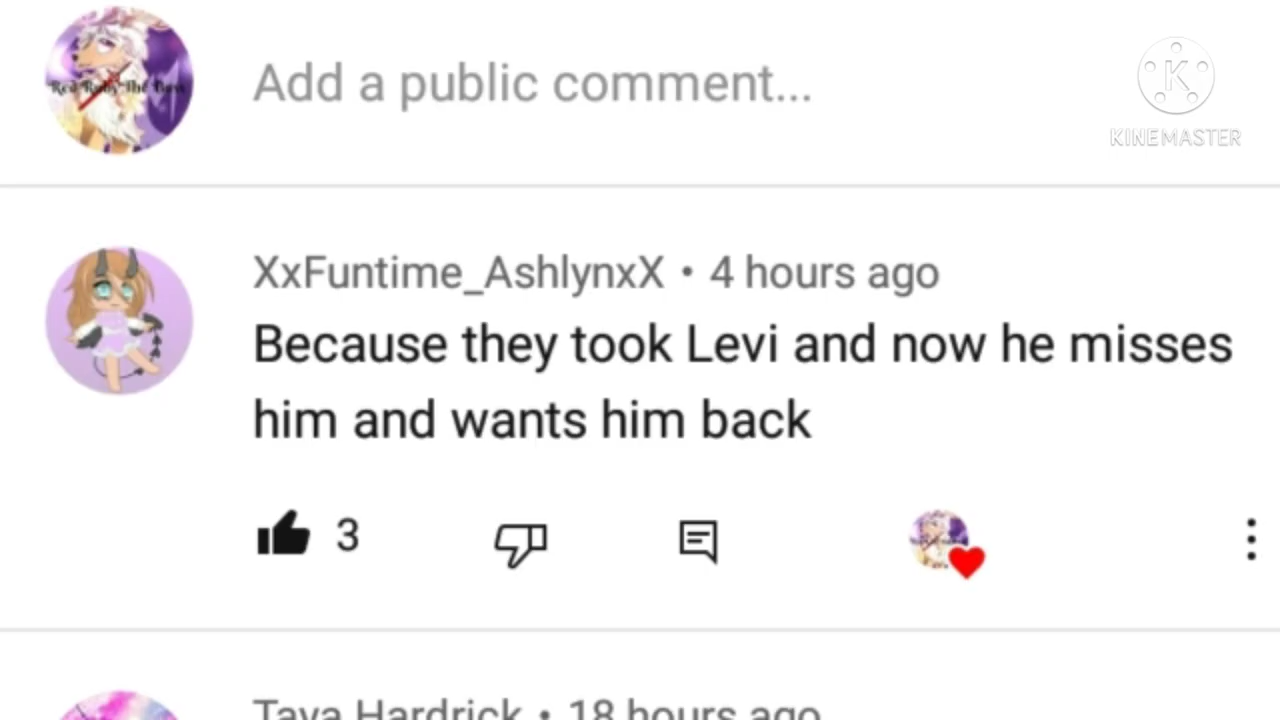 Add a public comment...
K
KINEMASTER
XxFuntime_AshlynxX • 4 hours ago
Because they took Levi and now he misses
him and wants him back
3
Taya Hardrick • 18 hours ago